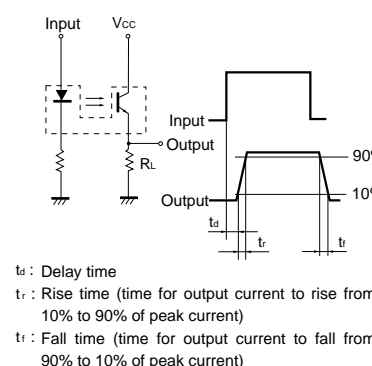 Input
Vcc
Output
RL
Input
90%
Output
10%
td
tr
tf
td : Delay time
tr : Rise time (time for output current to rise from
10% to 90% of peak current)
tf : Fall time (time for output current to fall from
90% to 10% of peak current)